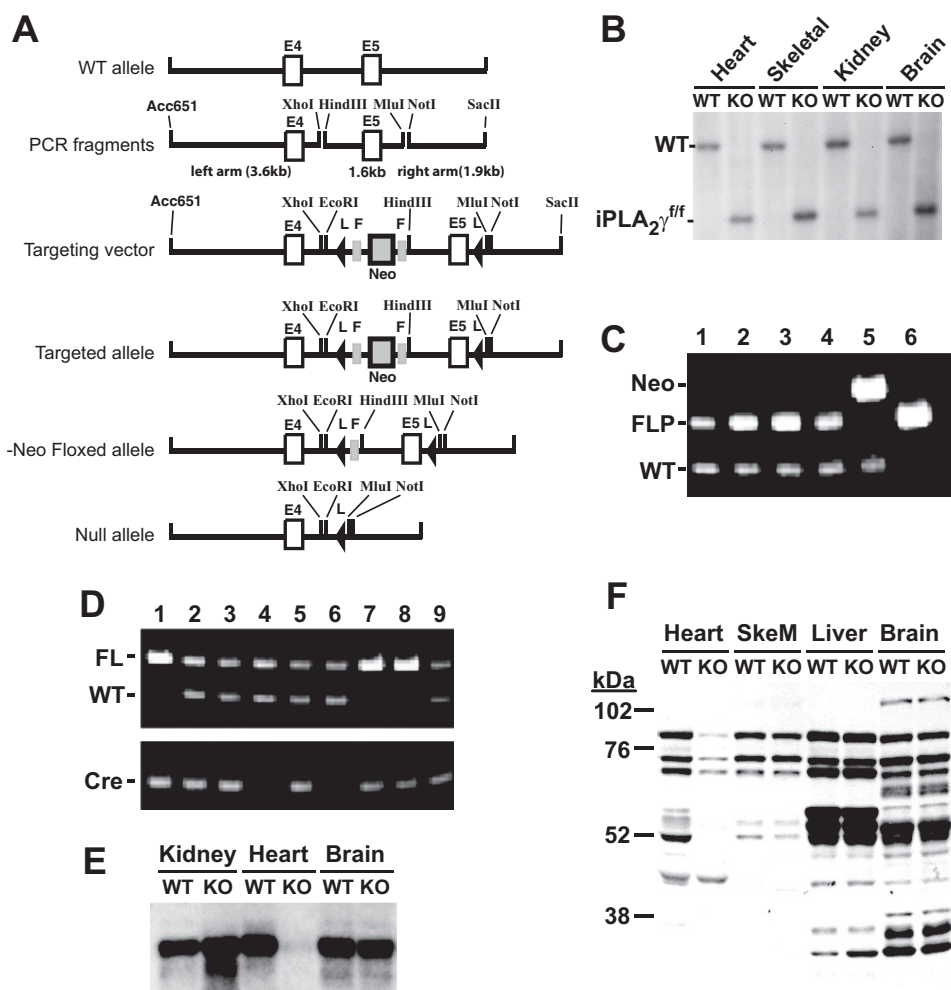 A
E4 E5
WT allele
Acc651 XhoI HindIII MluI NotI SacII
E4 E5
PCR fragments
left arm (3.6kb) 1.6kb right arm(1.9kb)
Acc651 XhoI EcoRI HindIII MluI NotI SacII
E4 L F F E5 L
Targeting vector
Neo
XhoI EcoRI HindIII MluI NotI
E4 L F F E5 L
Targeted allele
Neo
XhoI EcoRI HindIII MluI NotI
E4 L F E5 L
-Neo Floxed allele
XhoI EcoRI MluI NotI
E4 L
Null allele
B
Heart Skeletal Kidney Brain
WT KO WT KO WT KO WT KO
WT-
iPLA₂γᶠ/ᶠ-
C
1 2 3 4 5 6
Neo-
FLP-
WT-
D
1 2 3 4 5 6 7 8 9
FL-
WT-
Cre-
E
Kidney Heart Brain
WT KO WT KO WT KO
F
Heart SkeM Liver Brain
WT KO WT KO WT KO WT KO
kDa
102
76
52
38